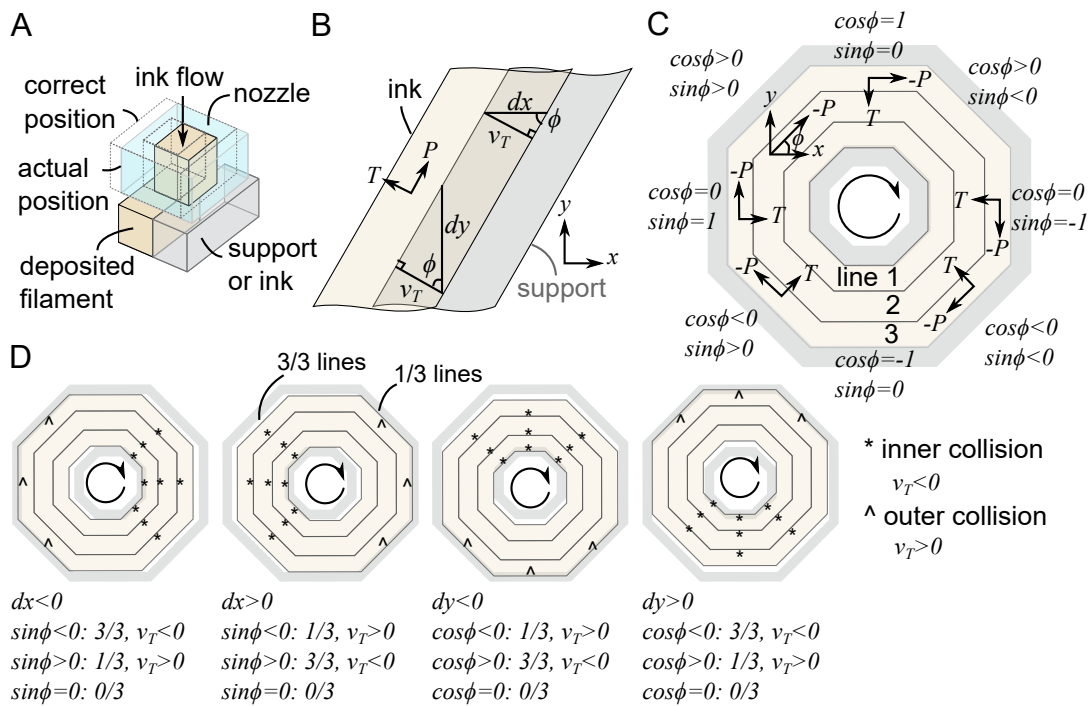 A
correct
position
ink flow
nozzle
actual
position
deposited
filament
support
or ink
B
ink
dx
ϕ
v_T
P
T
dy
ϕ
v_T
y
x
support
C
cosϕ=1
sinϕ=0
cosϕ>0
sinϕ>0
cosϕ>0
sinϕ<0
-P
T
y
-P
ϕ
x
-P
T
cosϕ=0
sinϕ=1
T
-P
cosϕ=0
sinϕ=-1
-P
T
T
-P
line 1
2
3
cosϕ<0
sinϕ>0
cosϕ<0
sinϕ<0
cosϕ=-1
sinϕ=0
D
3/3 lines
1/3 lines
* inner collision
v_T<0
^ outer collision
v_T>0
dx<0
sinϕ<0: 3/3, v_T<0
sinϕ>0: 1/3, v_T>0
sinϕ=0: 0/3
dx>0
sinϕ<0: 1/3, v_T>0
sinϕ>0: 3/3, v_T<0
sinϕ=0: 0/3
dy<0
cosϕ<0: 1/3, v_T>0
cosϕ>0: 3/3, v_T<0
cosϕ=0: 0/3
dy>0
cosϕ<0: 3/3, v_T<0
cosϕ>0: 1/3, v_T>0
cosϕ=0: 0/3